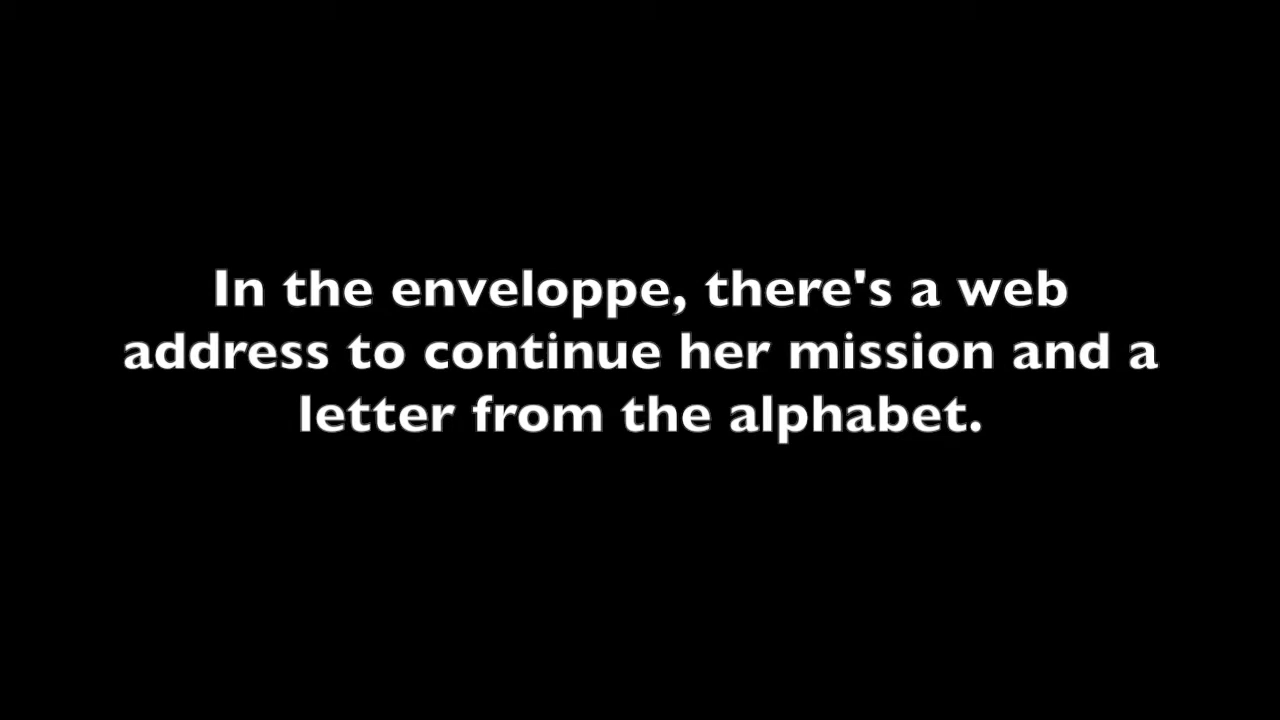 In the enveloppe, there's a web
address to continue her mission and a
letter from the alphabet.